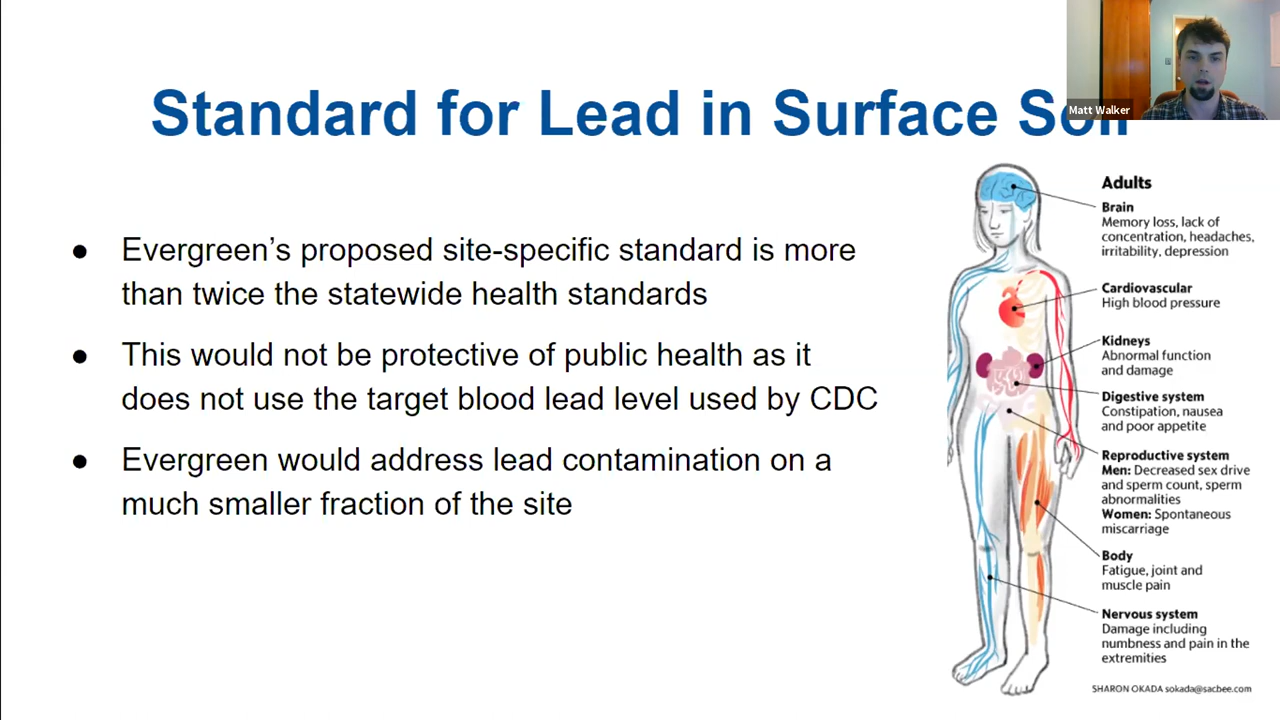 Standard for Lead in Surface Soil
Matt Walker
● Evergreen’s proposed site-specific standard is more
than twice the statewide health standards
● This would not be protective of public health as it
does not use the target blood lead level used by CDC
● Evergreen would address lead contamination on a
much smaller fraction of the site
Adults
Brain
Memory loss, lack of
concentration, headaches,
irritability, depression
Cardiovascular
High blood pressure
Kidneys
Abnormal function
and damage
Digestive system
Constipation, nausea
and poor appetite
Reproductive system
Men: Decreased sex drive
and sperm count, sperm
abnormalities
Women: Spontaneous
miscarriage
Body
Fatigue, joint and
muscle pain
Nervous system
Damage including
numbness and pain in the
extremities
SHARON OKADA sokada@sacbee.com